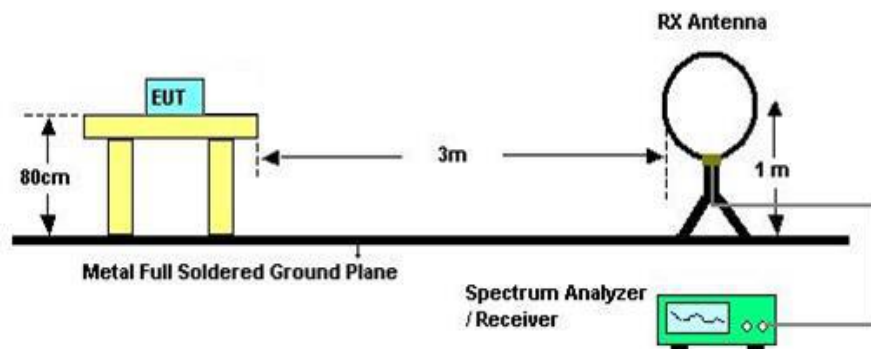 RX Antenna
EUT
80cm
3m
1 m
Metal Full Soldered Ground Plane
Spectrum Analyzer
/ Receiver